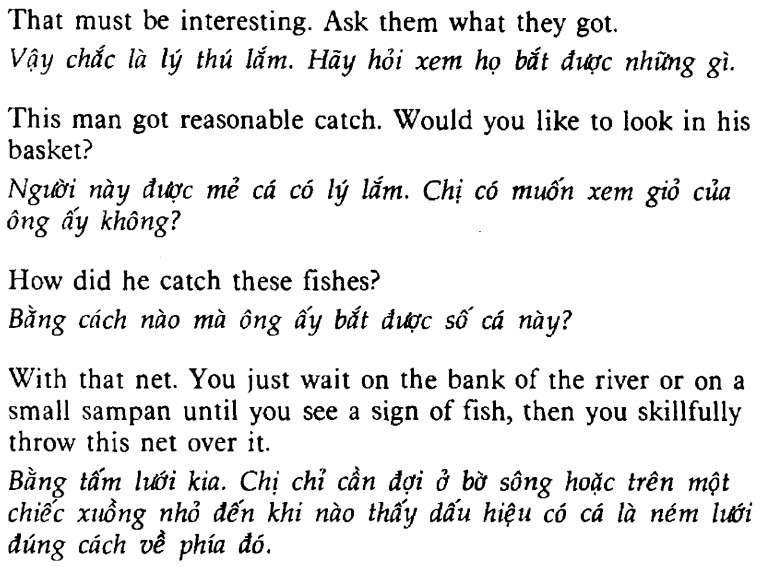 That must be interesting. Ask them what they got.
Vậy chắc là lý thú lắm. Hãy hỏi xem họ bắt được những gì.
This man got reasonable catch. Would you like to look in his
basket?
Người này được mẻ cá có lý lắm. Chị có muốn xem giỏ của
ông ấy không?
How did he catch these fishes?
Bằng cách nào mà ông ấy bắt được số cá này?
With that net. You just wait on the bank of the river or on a
small sampan until you see a sign of fish, then you skillfully
throw this net over it.
Bằng tấm lưới kia. Chị chỉ cần đợi ở bờ sông hoặc trên một
chiếc xuồng nhỏ đến khi nào thấy dấu hiệu có cá là ném lưới
đúng cách về phía đó.